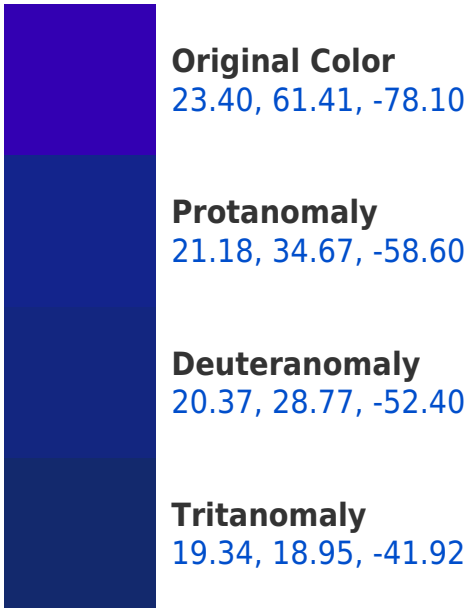 Original Color
23.40, 61.41, -78.10
Protanomaly
21.18, 34.67, -58.60
Deuteranomaly
20.37, 28.77, -52.40
Tritanomaly
19.34, 18.95, -41.92